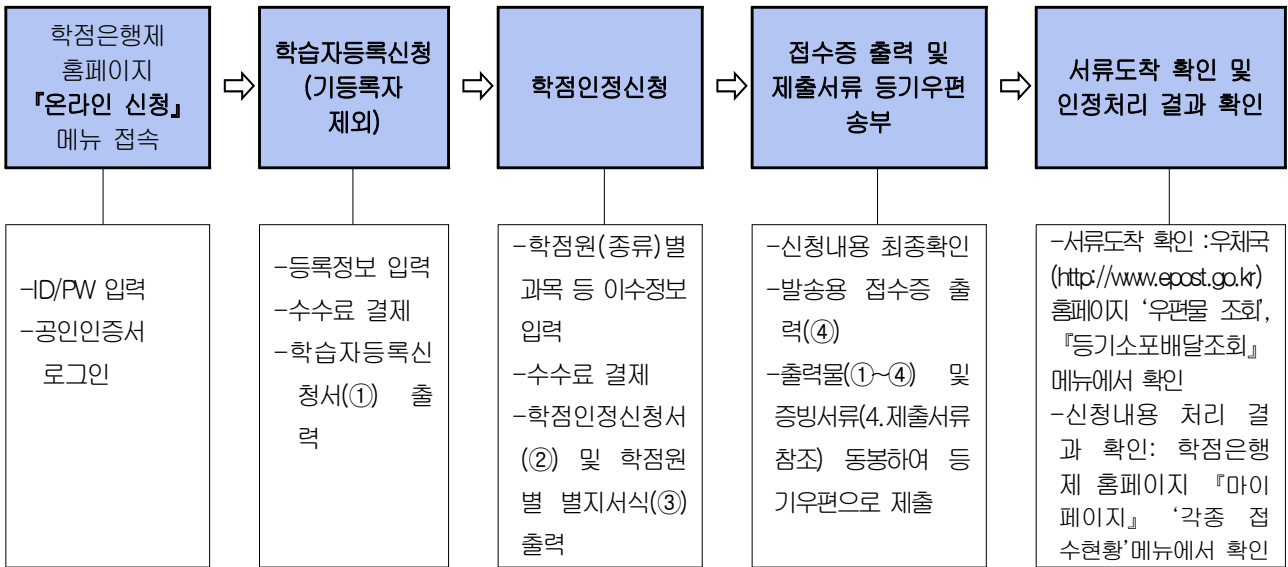 학점은행제
홈페이지
『온라인 신청』
메뉴 접속
학습자등록신청
(기등록자
제외)
학점인정신청
접수증 출력 및
제출서류 등기우편
송부
서류도착 확인 및
인정처리 결과 확인
-ID/PW 입력
-공인인증서
로그인
-등록정보 입력
-수수료 결제
-학습자등록신
청서(①) 출
력
-학점원(종류)별
과목 등 이수정보
입력
-수수료 결제
-학점인정신청서
(②) 및 학점원
별 별지서식(③)
출력
-신청내용 최종확인
-발송용 접수증 출
력(④)
-출력물(①~④) 및
증빙서류(4.제출서류
참조) 동봉하여 등
기우편으로 제출
-서류도착 확인 :우체국
(http://www.epost.go.kr)
홈페이지 ‘우편물 조회’,
『등기소포배달조회』
메뉴에서 확인
-신청내용 처리 결
과 확인: 학점은행
제 홈페이지 『마이
페이지』 ‘각종 접
수현황’메뉴에서 확인